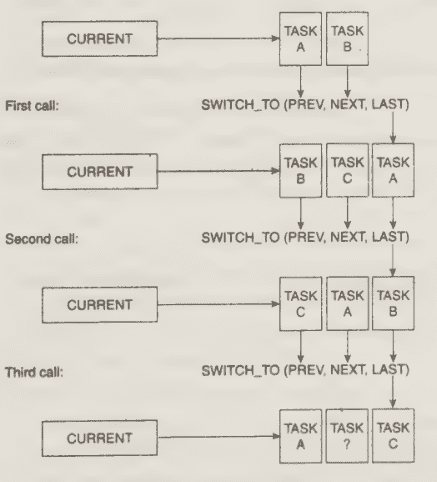 CURRENT
TASK A
TASK B
First call:
SWITCH_TO (PREV, NEXT, LAST)
CURRENT
TASK B
TASK C
TASK A
Second call:
SWITCH_TO (PREV, NEXT, LAST)
CURRENT
TASK C
TASK A
TASK B
Third call:
SWITCH_TO (PREV, NEXT, LAST)
CURRENT
TASK A
TASK ?
TASK C